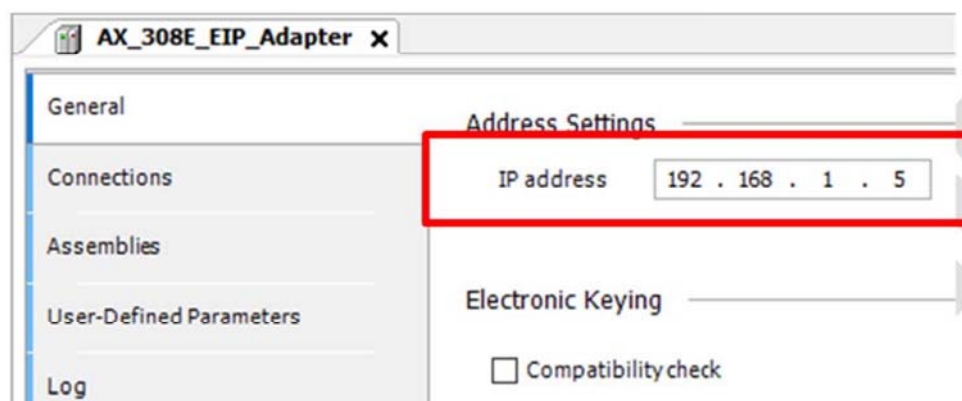 AX_308E_EIP_Adapter x
General
Address Settings
IP address 192 . 168 . 1 . 5
Connections
Assemblies
Electronic Keying
User-Defined Parameters
Compatibility check
Log